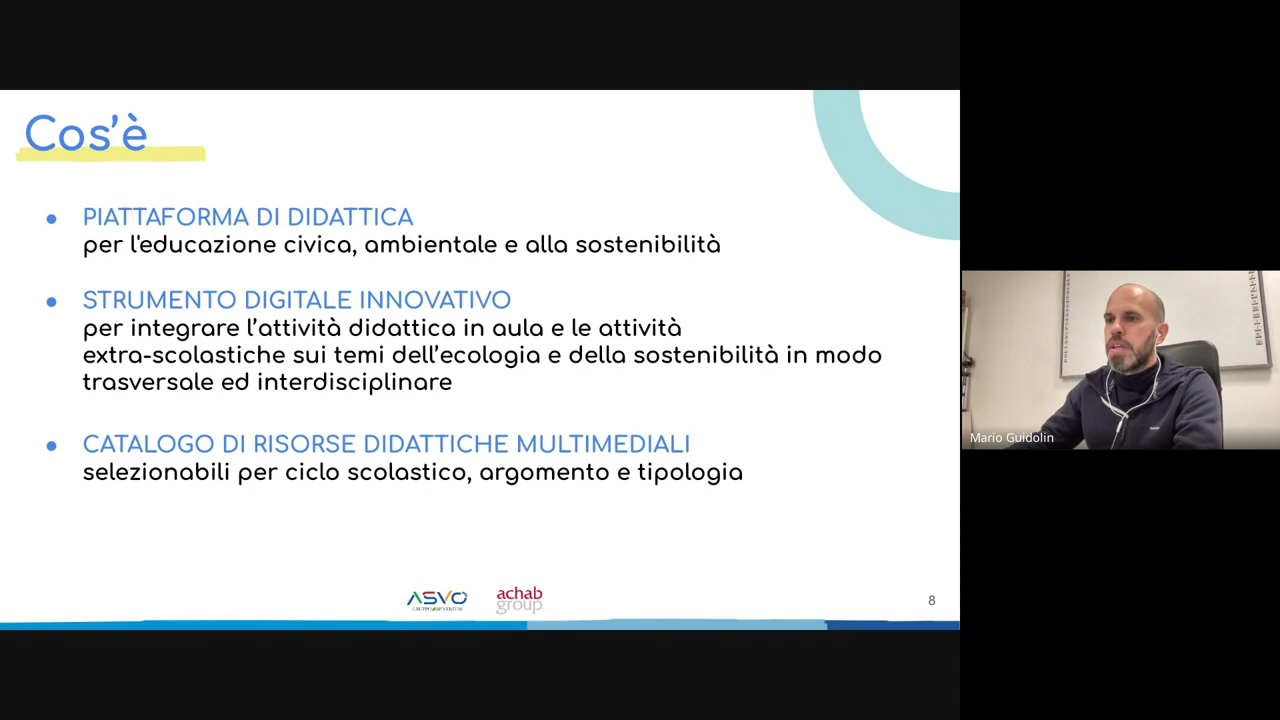 Cos'è
PIATTAFORMA DI DIDATTICA
per l'educazione civica, ambientale e alla sostenibilità
STRUMENTO DIGITALE INNOVATIVO
per integrare l’attività didattica in aula e le attività
extra-scolastiche sui temi dell’ecologia e della sostenibilità in modo
trasversale ed interdisciplinare
CATALOGO DI RISORSE DIDATTICHE MULTIMEDIALI
selezionabili per ciclo scolastico, argomento e tipologia
ASVO
GRUPPO VERITAS
achab
group
8
Mario Guidolin